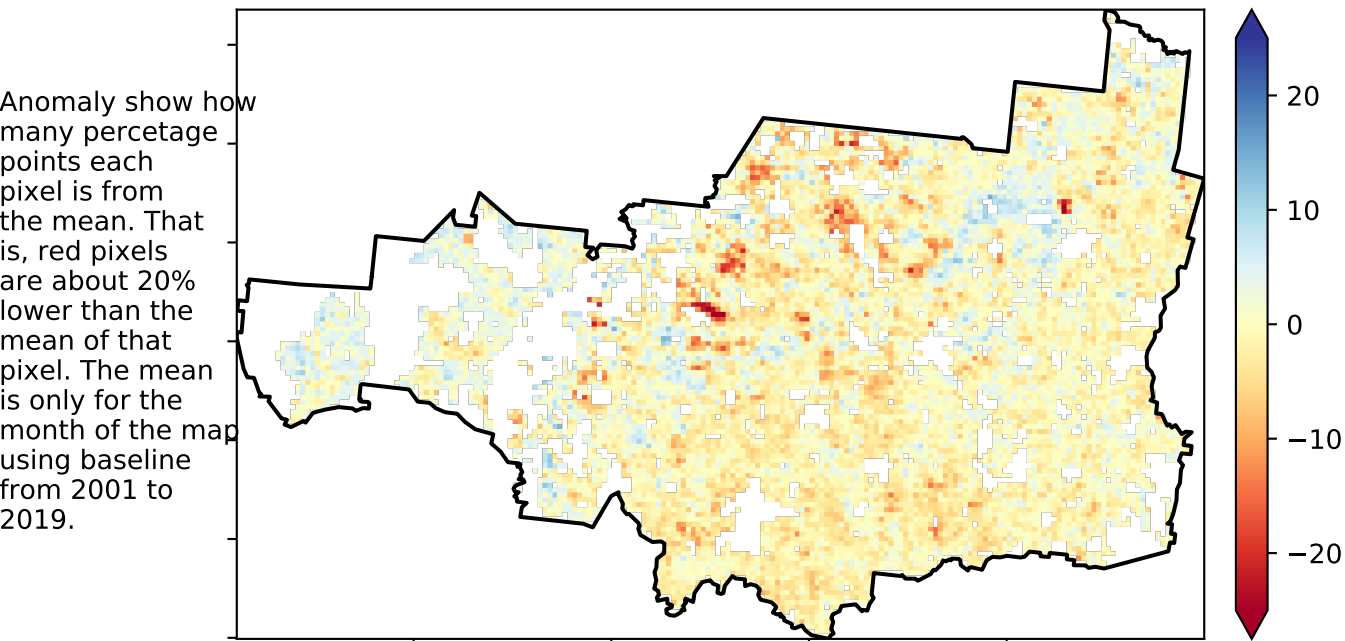 Anomaly show how
many percetage
points each
pixel is from
the mean. That
is, red pixels
are about 20%
lower than the
mean of that
pixel. The mean
is only for the
month of the map
using baseline
from 2001 to
2019.
20
10
0
−10
−20